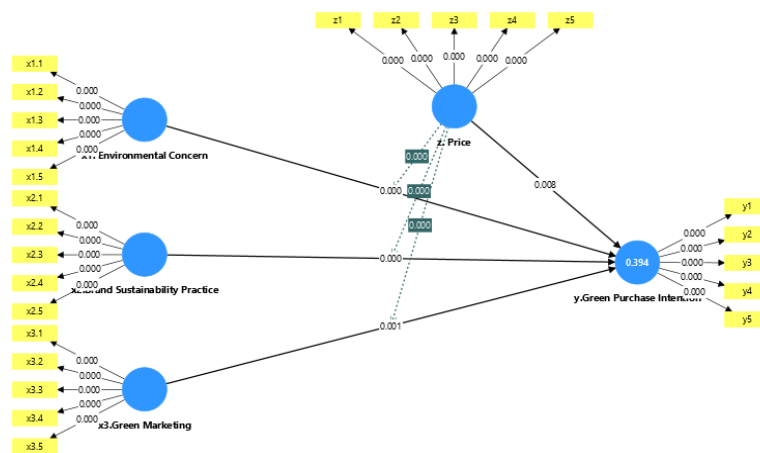 z1
z2
z3
z4
z5
0.000
0.000
0.000
0.000
0.000
z. Price
x1.1
x1.2
x1.3
x1.4
x1.5
0.000
0.000
0.000
0.000
0.000
Environmental Concern
x2.1
x2.2
x2.3
x2.4
x2.5
0.000
0.000
0.000
0.000
0.000
Sustainability Practice
x3.1
x3.2
x3.3
x3.4
x3.5
0.000
0.000
0.000
0.000
0.000
x3.Green Marketing
0.000
0.000
0.000
0.000
0.000
0.001
0.008
0.394
y.Green Purchase Intention
y1
y2
y3
y4
y5
0.000
0.000
0.000
0.000
0.000